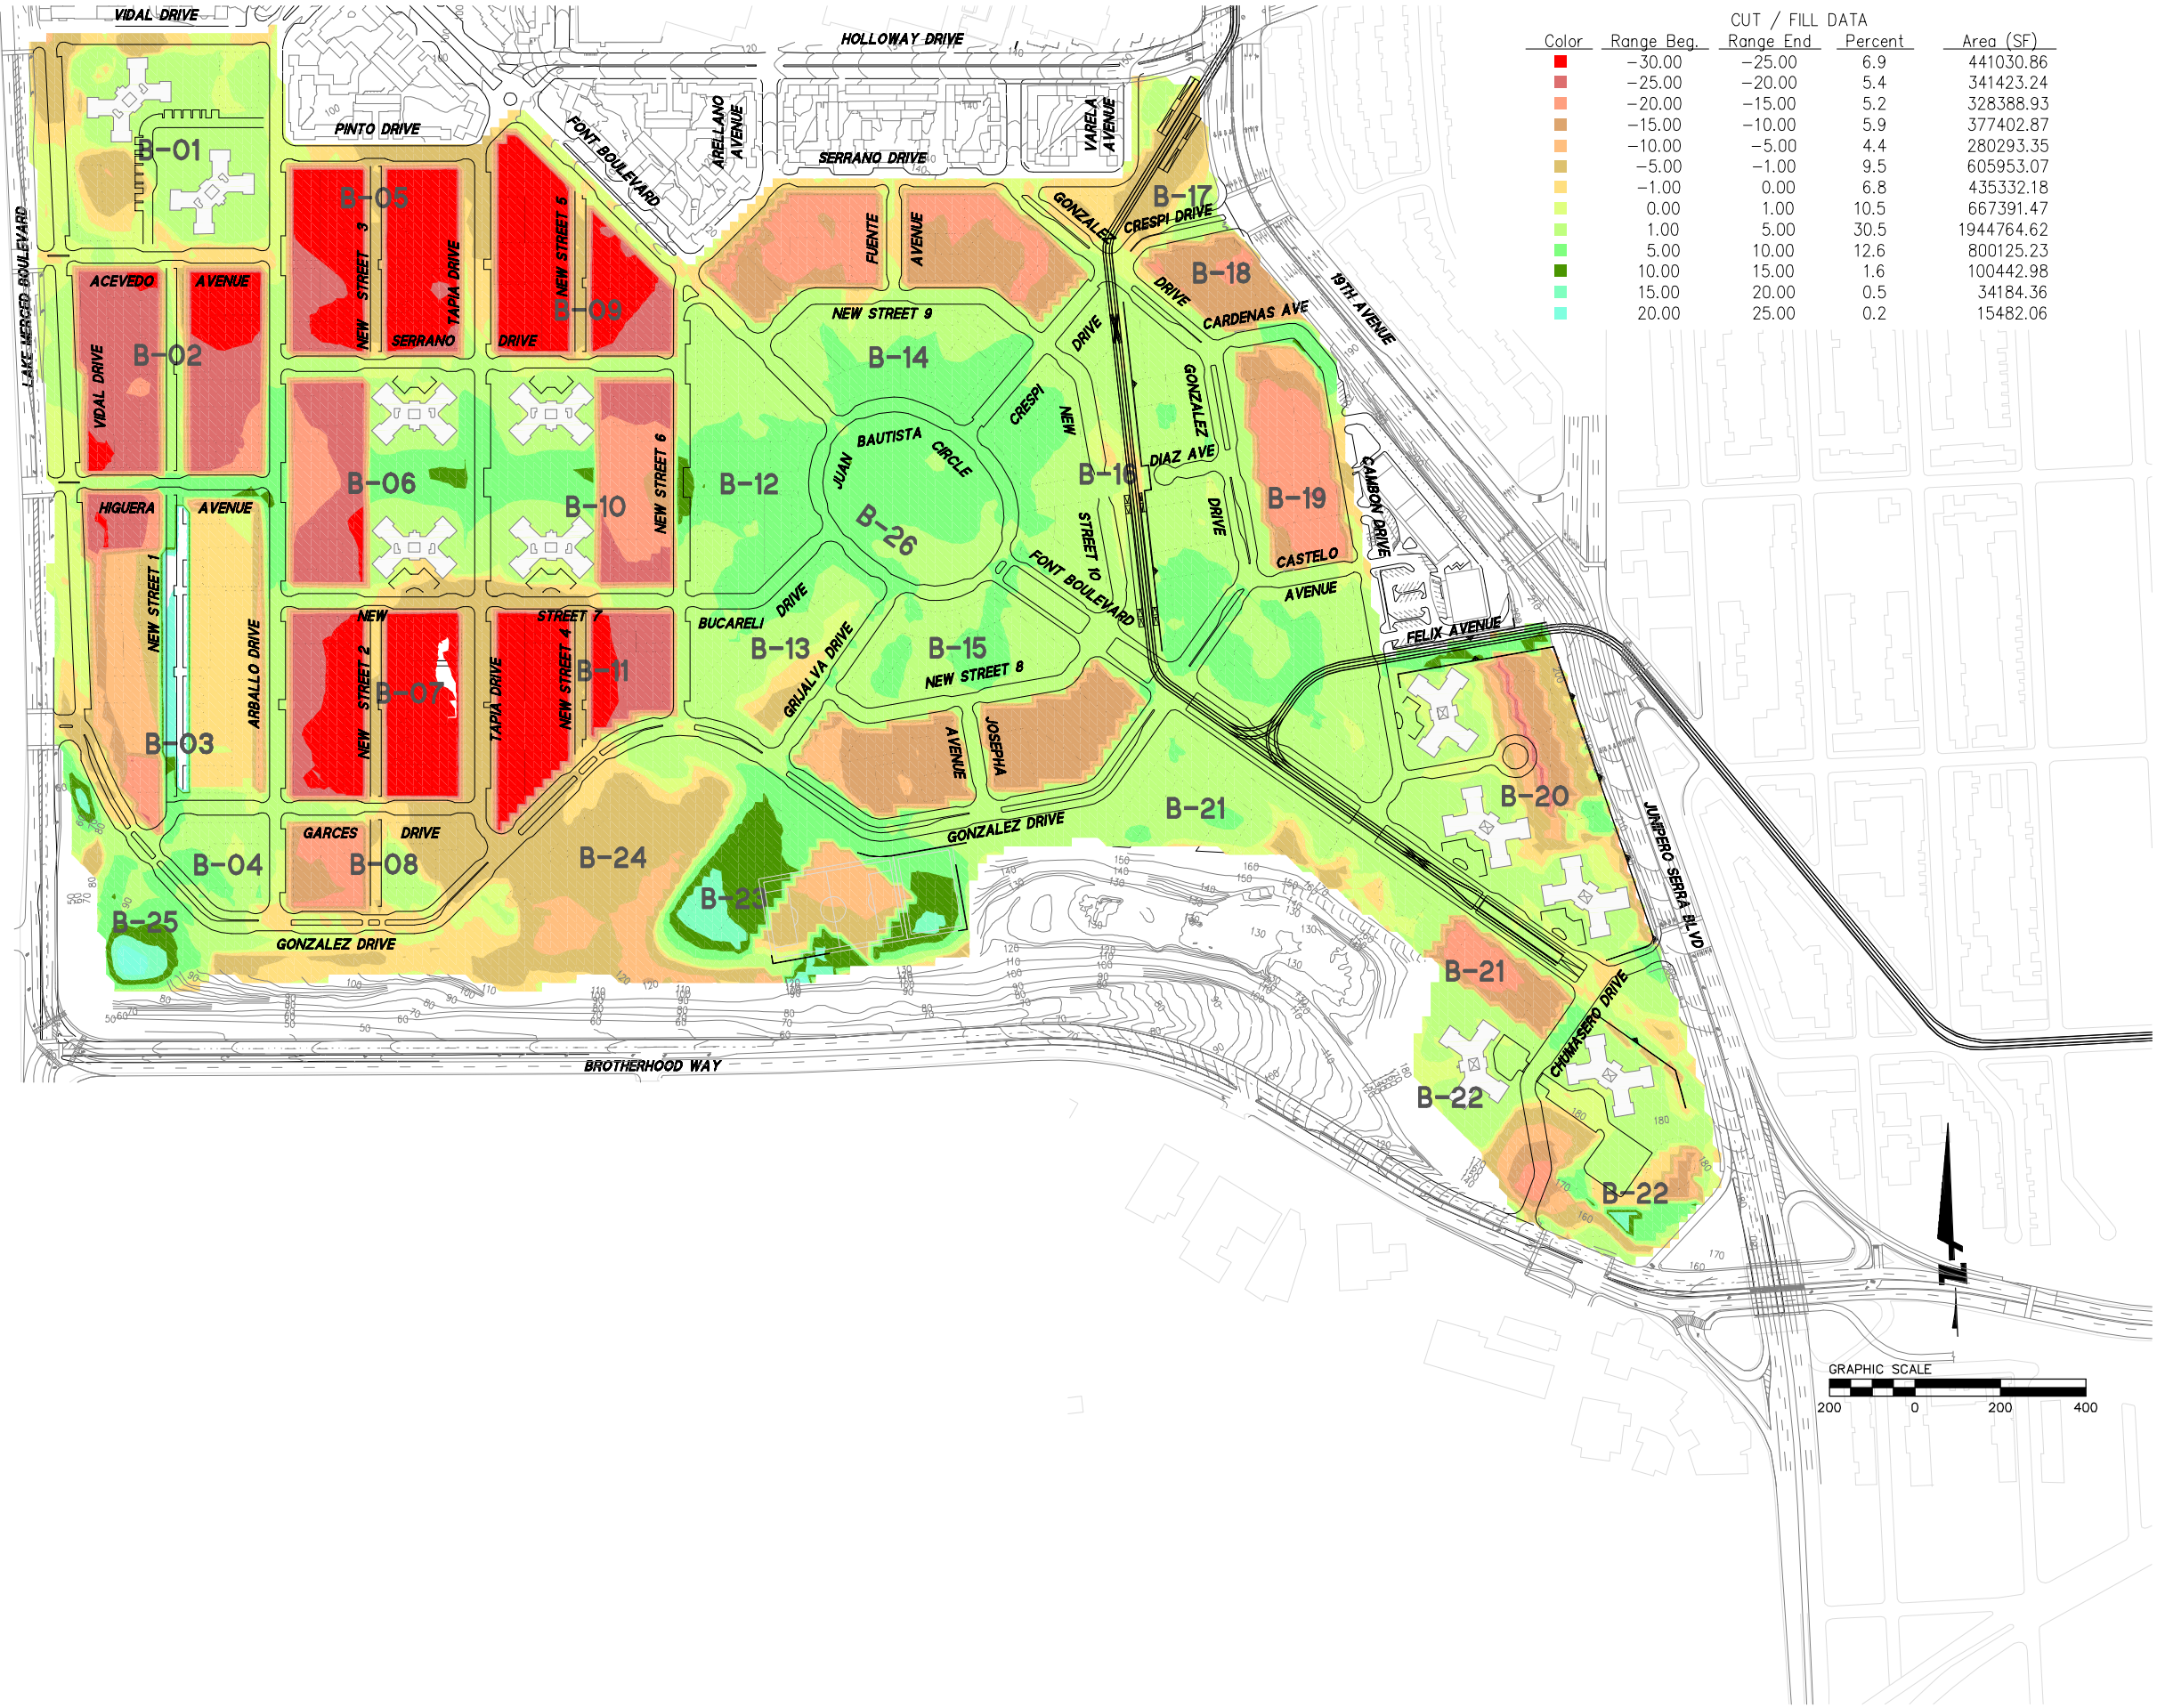 CUT / FILL DATA
Color Range Beg. Range End Percent Area (SF)
-30.00 -25.00 6.9 441030.86
-25.00 -20.00 5.4 341423.24
-20.00 -15.00 5.2 328388.93
-15.00 -10.00 5.9 377402.87
-10.00 -5.00 4.4 280293.35
-5.00 -1.00 9.5 605953.07
-1.00 0.00 6.8 435332.18
0.00 1.00 10.5 667391.47
1.00 5.00 30.5 1944764.62
5.00 10.00 12.6 800125.23
10.00 15.00 1.6 100442.98
15.00 20.00 0.5 34184.36
20.00 25.00 0.2 15482.06
VIDAL DRIVE
HOLLOWAY DRIVE
PINTO DRIVE
FONT BOULEVARD
ARELLANO
AVENUE
SERRANO DRIVE
VARELA
AVENUE
LAKE MERCED BOULEVARD
B-01
B-05
B-17
GONZALEZ
CRESPI DRIVE
NEW STREET 3
TAPIA DRIVE
NEW STREET 5
B-09
FUENTE
AVENUE
B-18
DRIVE
CARDENAS AVE
19TH AVENUE
ACEVEDO AVENUE
B-02
VIDAL DRIVE
SERRANO DRIVE
NEW STREET 9
B-14
CRESPI
DRIVE
GONZALEZ
DRIVE
DIAZ AVE
NEW
STREET 10
B-16
B-19
CAMBON DRIVE
CASTELO
AVENUE
JUAN
BAUTISTA
CIRCLE
B-26
B-12
B-06
B-10
NEW STREET 6
HIGUERA AVENUE
NEW STREET 1
ARBALLO DRIVE
B-03
NEW STREET 7
NEW STREET 2
B-07
TAPIA DRIVE
NEW STREET 4
B-11
BUCARELI
DRIVE
B-13
GRIJALVA DRIVE
B-15
NEW STREET 8
FONT BOULEVARD
FELIX AVENUE
AVENUE
JOSEPHA
GONZALEZ DRIVE
B-21
B-20
JUNIPERO SERRA BLVD
GARCES DRIVE
B-04
B-08
B-24
B-23
B-25
GONZALEZ DRIVE
B-21
CHUMASERO DRIVE
BROTHERHOOD WAY
B-22
B-22
GRAPHIC SCALE
200 0 200 400